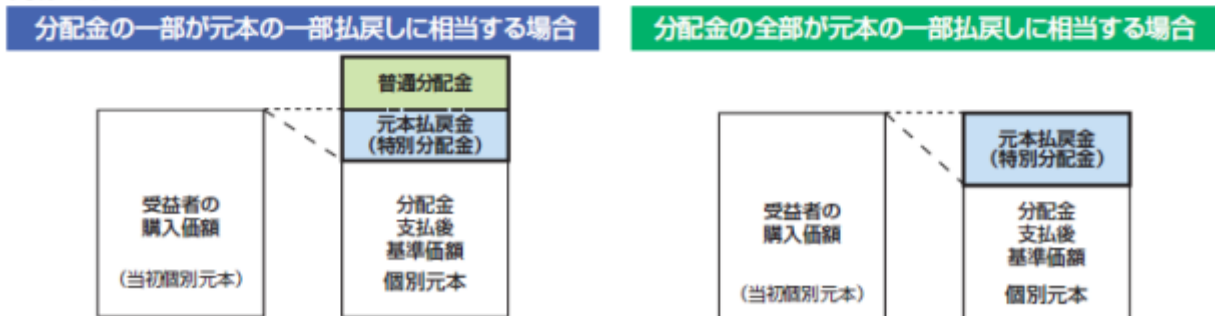 分配金の一部が元本の一部払戻しに相当する場合
普通分配金
元本払戻金
(特別分配金)
受益者の
購入価額
(当初個別元本)
分配金
支払後
基準価額
個別元本
分配金の全部が元本の一部払戻しに相当する場合
元本払戻金
(特別分配金)
受益者の
購入価額
(当初個別元本)
分配金
支払後
基準価額
個別元本